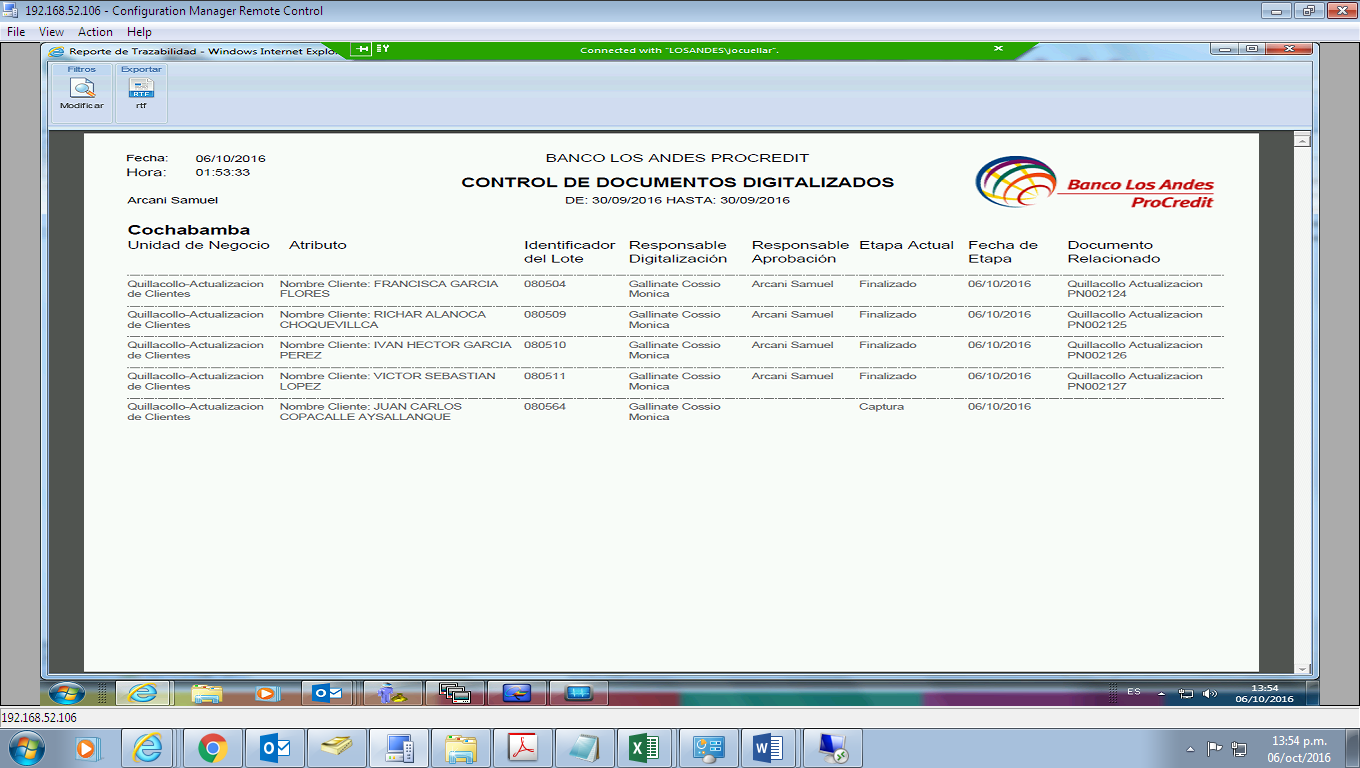 192.168.52.106 - Configuration Manager Remote Control
File View Action Help
Reporte de Trazabilidad - Windows Internet Explo
Connected with "LOSANDES\jocuellar".
Filtros Exportar
RTF
Modificar rtf
Fecha: 06/10/2016
Hora: 01:53:33
BANCO LOS ANDES PROCREDIT
CONTROL DE DOCUMENTOS DIGITALIZADOS
DE: 30/09/2016 HASTA: 30/09/2016
Banco Los Andes
ProCredit
Arcani Samuel
Cochabamba
Unidad de Negocio Atributo Identificador Responsable Responsable Etapa Actual Fecha de Documento
del Lote Digitalización Aprobación Etapa Relacionado
Quillacollo-Actualizacion Nombre Cliente: FRANCISCA GARCIA 080504 Gallinate Cossio Arcani Samuel Finalizado 06/10/2016 Quillacollo Actualizacion
de Clientes FLORES Monica PN002124
Quillacollo-Actualizacion Nombre Cliente: RICHAR ALANOCA 080509 Gallinate Cossio Arcani Samuel Finalizado 06/10/2016 Quillacollo Actualizacion
de Clientes CHOQUEVILLCA Monica PN002125
Quillacollo-Actualizacion Nombre Cliente: IVAN HECTOR GARCIA 080510 Gallinate Cossio Arcani Samuel Finalizado 06/10/2016 Quillacollo Actualizacion
de Clientes PEREZ Monica PN002126
Quillacollo-Actualizacion Nombre Cliente: VICTOR SEBASTIAN 080511 Gallinate Cossio Arcani Samuel Finalizado 06/10/2016 Quillacollo Actualizacion
de Clientes LOPEZ Monica PN002127
Quillacollo-Actualizacion Nombre Cliente: JUAN CARLOS 080564 Gallinate Cossio Captura 06/10/2016
de Clientes COPACALLE AYSALLANQUE Monica
ES 13:54
06/10/2016
192.168.52.106
13:54 p.m.
06/oct/2016